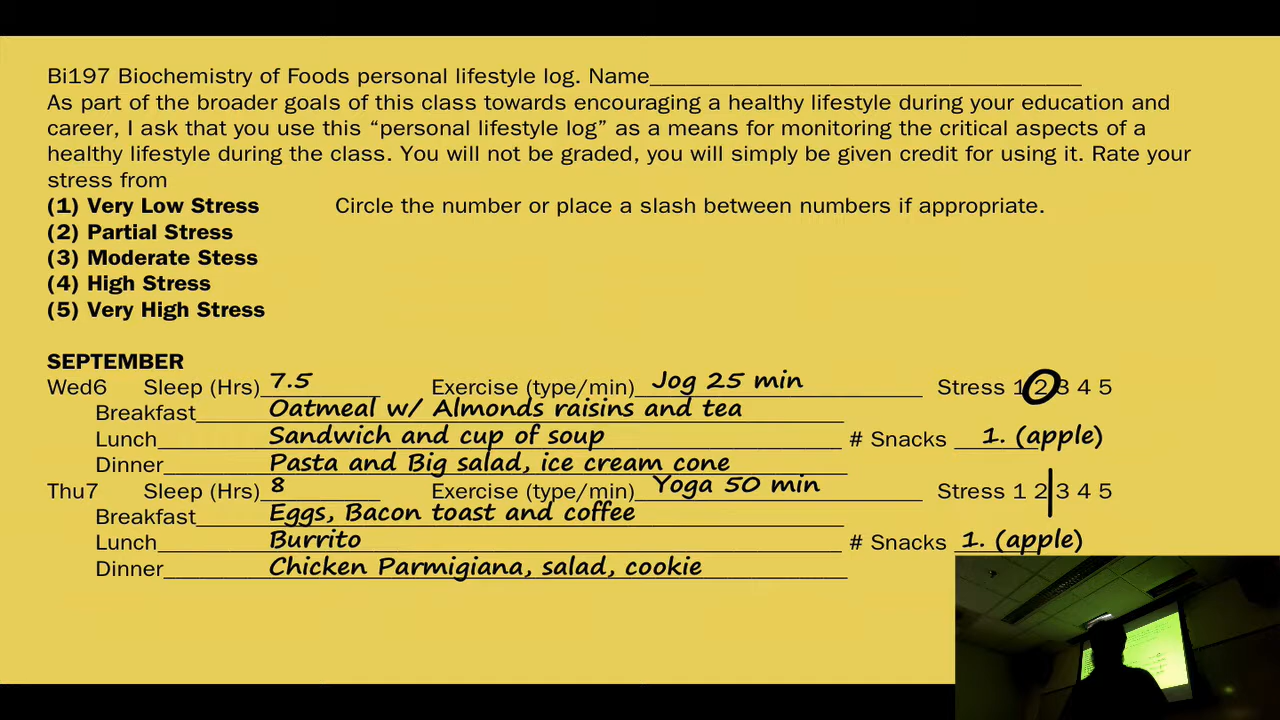 Bi197 Biochemistry of Foods personal lifestyle log. Name____________________________________
As part of the broader goals of this class towards encouraging a healthy lifestyle during your education and
career, I ask that you use this “personal lifestyle log” as a means for monitoring the critical aspects of a
healthy lifestyle during the class. You will not be graded, you will simply be given credit for using it. Rate your
stress from
(1) Very Low Stress Circle the number or place a slash between numbers if appropriate.
(2) Partial Stress
(3) Moderate Stess
(4) High Stress
(5) Very High Stress
SEPTEMBER
Wed6 Sleep (Hrs) 7.5 Exercise (type/min) Jog 25 min Stress 1 2 3 4 5
Breakfast Oatmeal w/ Almonds raisins and tea
Lunch Sandwich and cup of soup # Snacks 1. (apple)
Dinner Pasta and Big salad, ice cream cone
Thu7 Sleep (Hrs) 8 Exercise (type/min) Yoga 50 min Stress 1 2|3 4 5
Breakfast Eggs, Bacon toast and coffee
Lunch Burrito # Snacks 1. (apple)
Dinner Chicken Parmigiana, salad, cookie